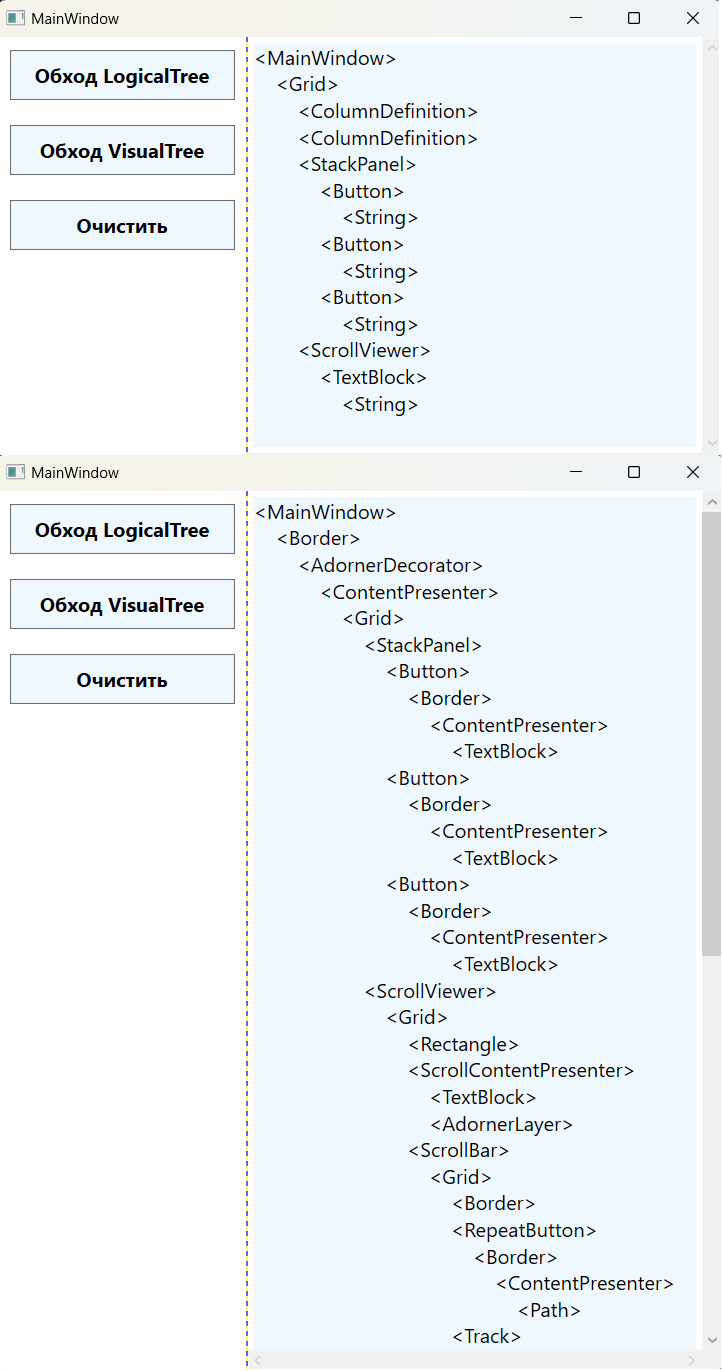 MainWindow
Обход LogicalTree
Обход VisualTree
Очистить
<MainWindow>
<Grid>
<ColumnDefinition>
<ColumnDefinition>
<StackPanel>
<Button>
<String>
<Button>
<String>
<Button>
<String>
<ScrollViewer>
<TextBlock>
<String>
MainWindow
Обход LogicalTree
Обход VisualTree
Очистить
<MainWindow>
<Border>
<AdornerDecorator>
<ContentPresenter>
<Grid>
<StackPanel>
<Button>
<Border>
<ContentPresenter>
<TextBlock>
<Button>
<Border>
<ContentPresenter>
<TextBlock>
<Button>
<Border>
<ContentPresenter>
<TextBlock>
<ScrollViewer>
<Grid>
<Rectangle>
<ScrollContentPresenter>
<TextBlock>
<AdornerLayer>
<ScrollBar>
<Grid>
<Border>
<RepeatButton>
<Border>
<ContentPresenter>
<Path>
<Track>